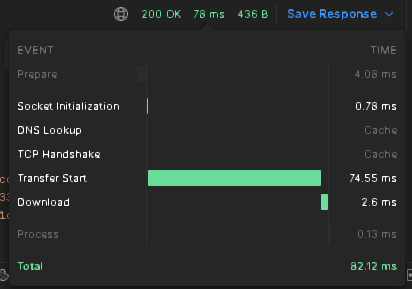 200 OK 78 ms 436 B Save Response
EVENT TIME
Prepare 4.08 ms
Socket Initialization 0.78 ms
DNS Lookup Cache
TCP Handshake Cache
Transfer Start 74.55 ms
Download 2.6 ms
Process 0.13 ms
Total 82.12 ms